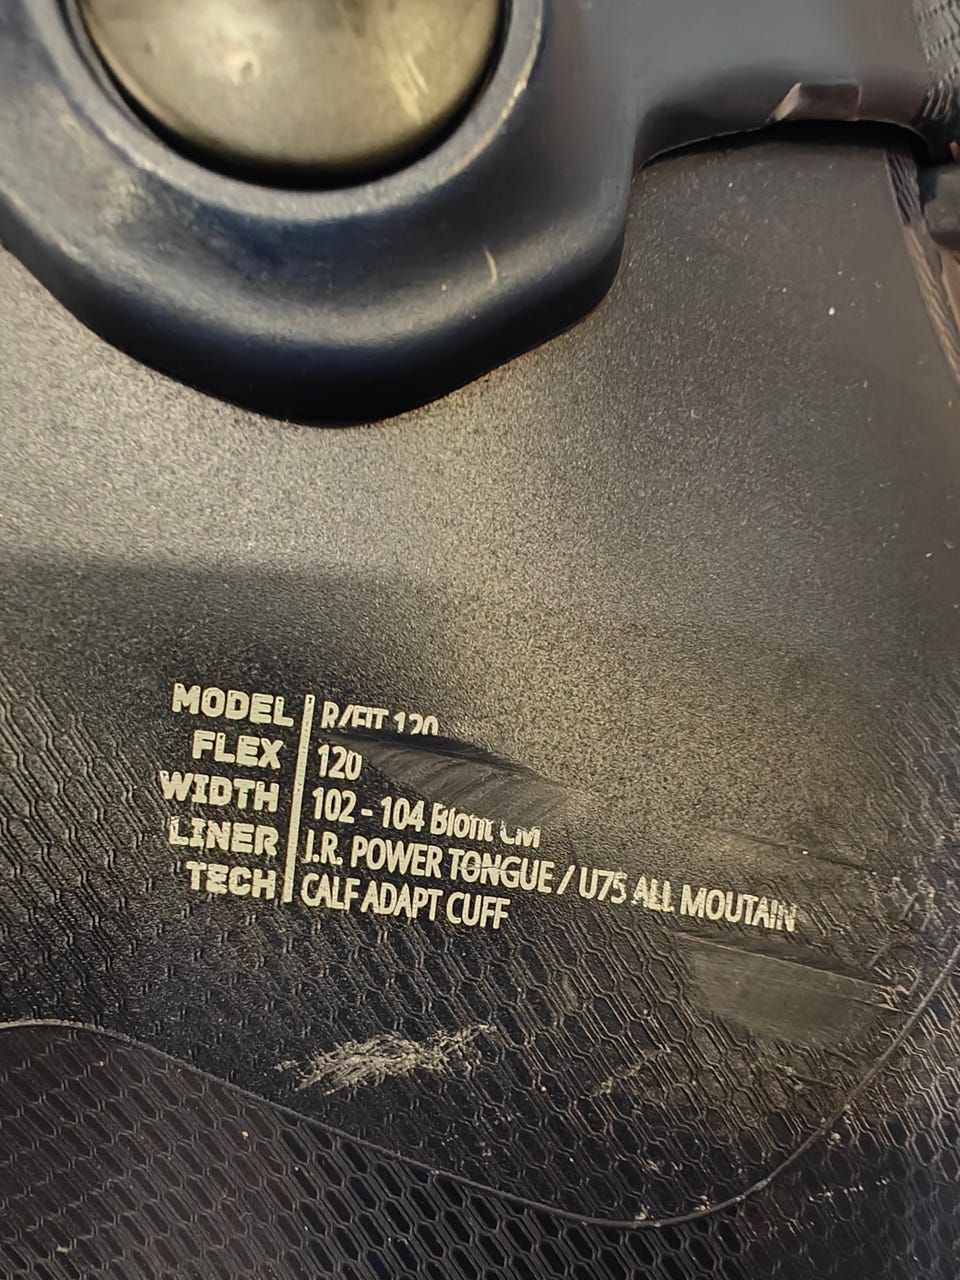 MODEL R/FIT 120
FLEX 120
WIDTH 102 - 104
LINER J.R. POWER TONGUE / U75 ALL MOUTAIN
TECH CALF ADAPT CUFF